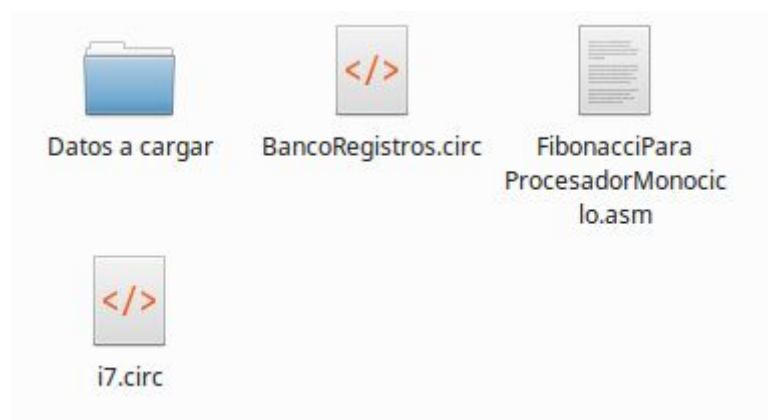 Datos a cargar
BancoRegistros.circ
FibonacciPara
ProcesadorMonocic
lo.asm
i7.circ